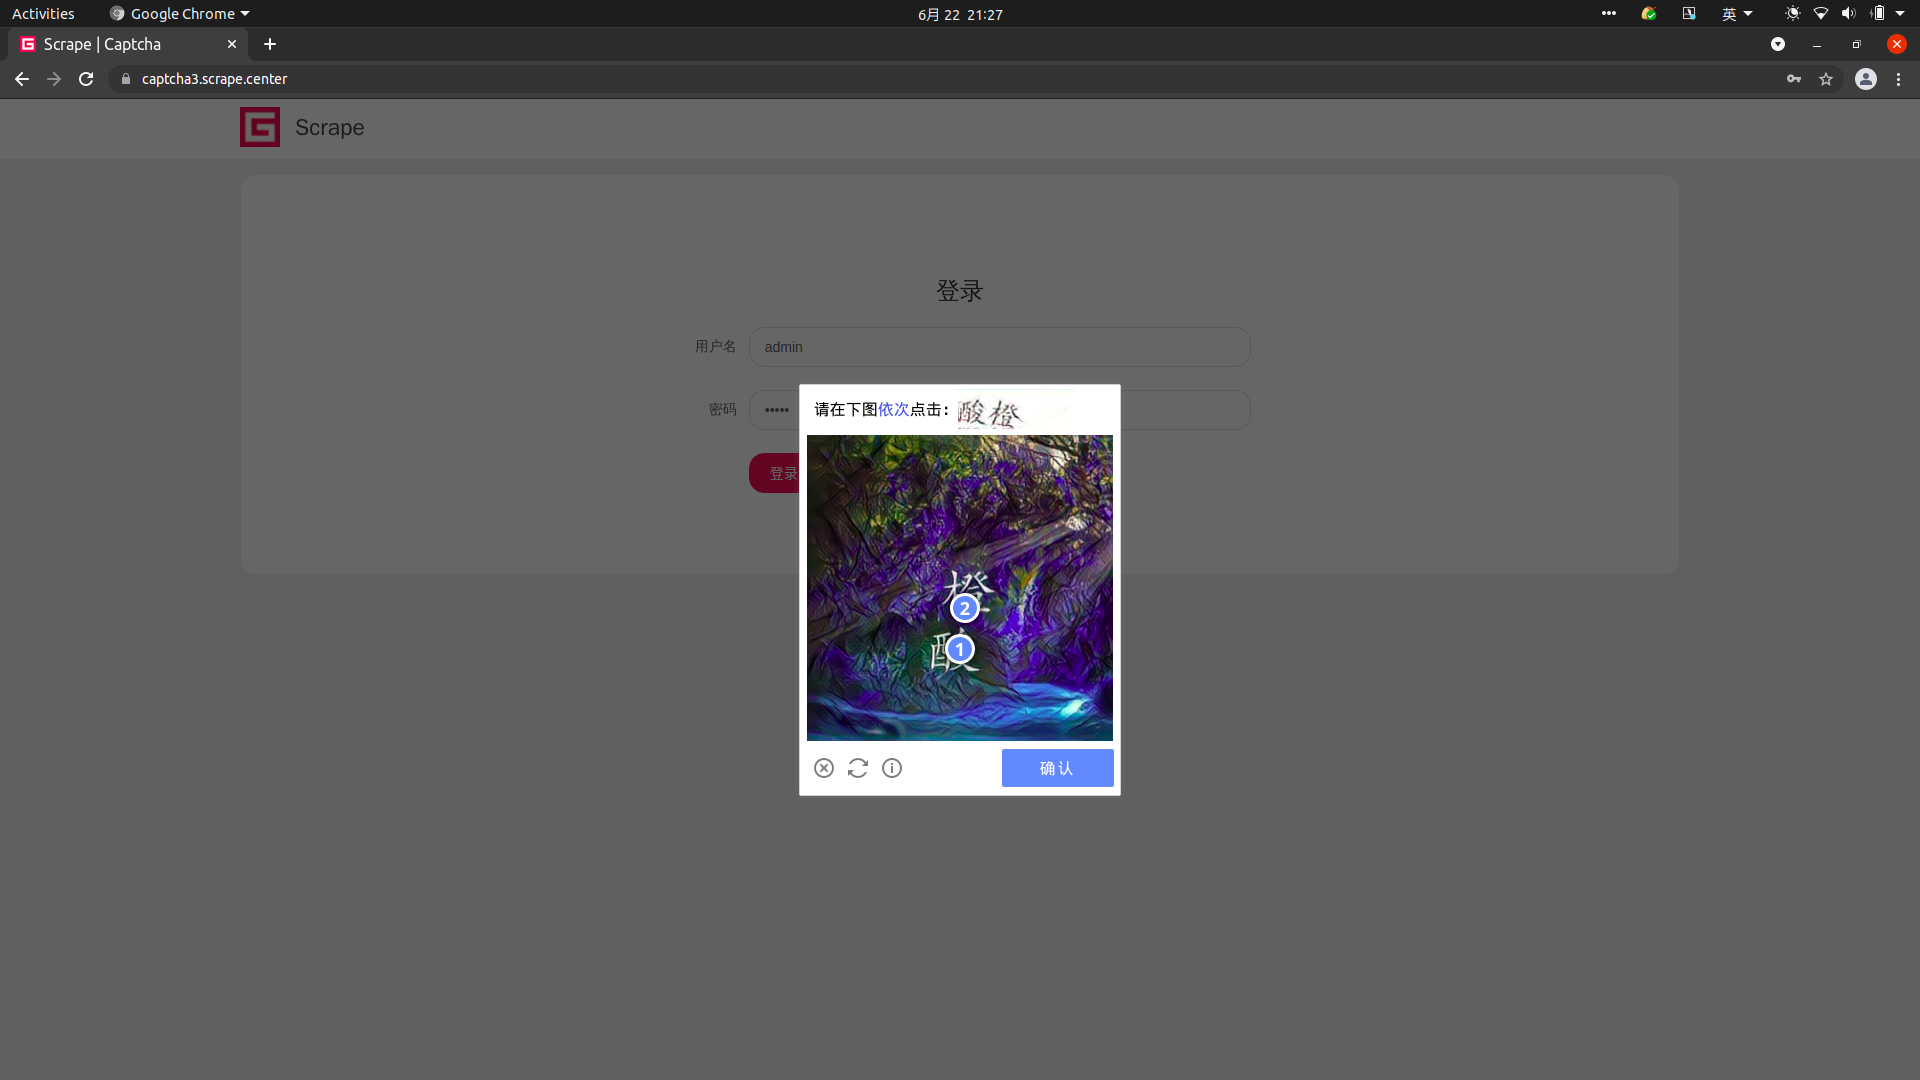 Activities
Google Chrome
6月 22 21:27
英
Scrape | Captcha
captcha3.scrape.center
Scrape
登录
用户名
admin
密码
•••••
登录
请在下图依次点击：酸橙
橙
2
酸
1
确认